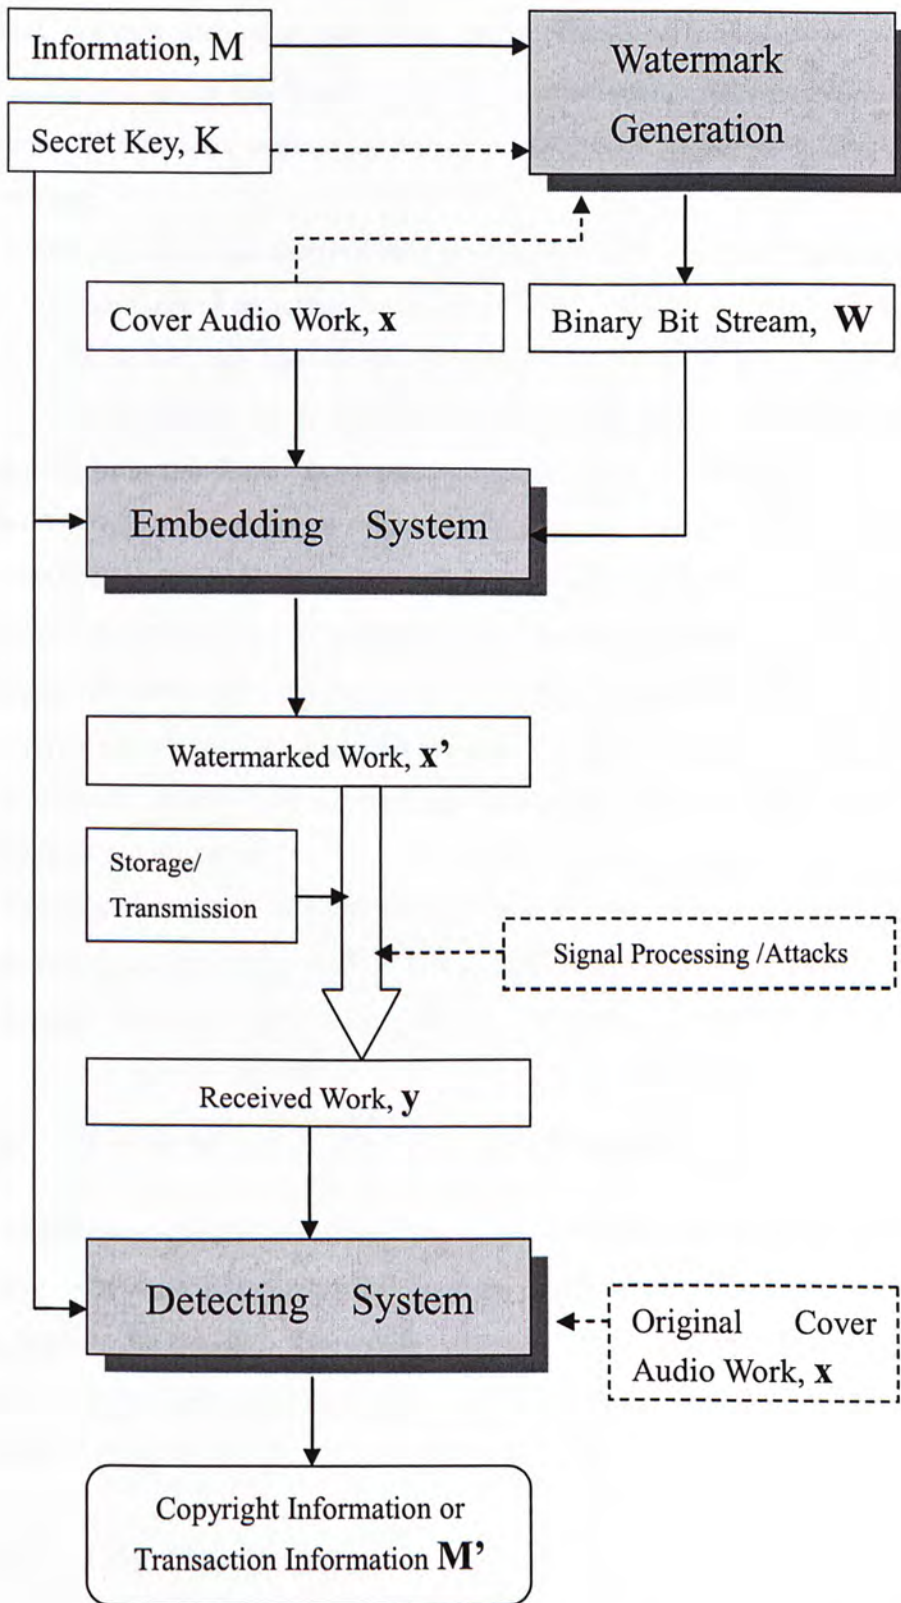 Information, M
Watermark
Generation
Secret Key, K
Cover Audio Work, x
Binary Bit Stream, W
Embedding System
Watermarked Work, x’
Storage/
Transmission
Signal Processing /Attacks
Received Work, y
Detecting System
Original Cover
Audio Work, x
Copyright Information or
Transaction Information M’